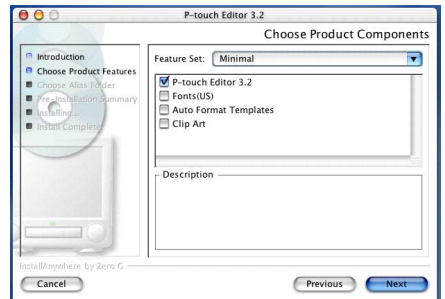 P-touch Editor 3.2
Choose Product Components
Introduction
Choose Product Features
Choose Alias Folder
Pre-Installation Summary
Installing...
Install Complete
Feature Set: Minimal
P-touch Editor 3.2
Fonts(US)
Auto Format Templates
Clip Art
Description
InstallAnywhere by Zero G
Cancel
Previous
Next